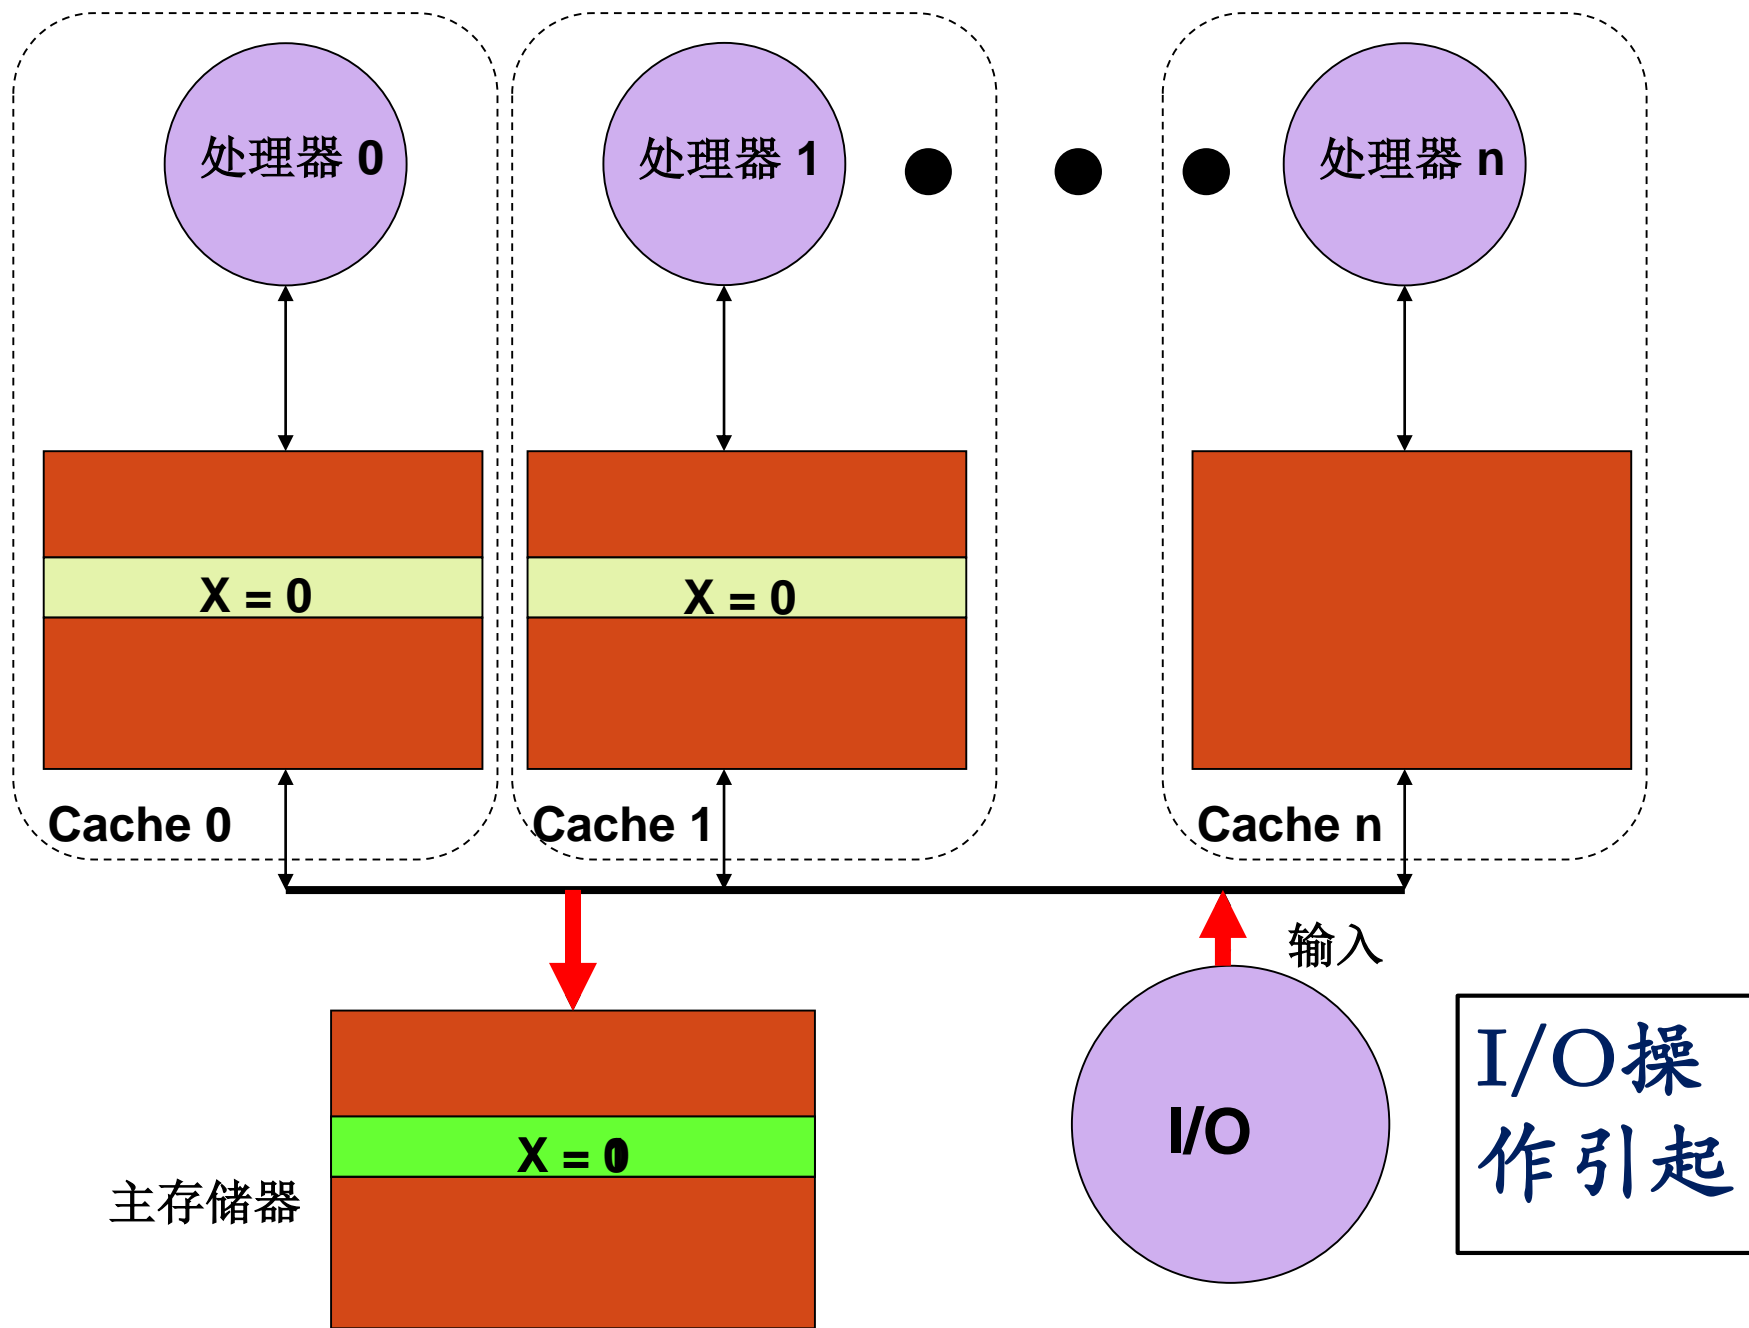 处理器 0
处理器 1
处理器 n
X = 0
X = 0
Cache 0
Cache 1
Cache n
输入
I/O
I/O操
作引起
X =
主存储器